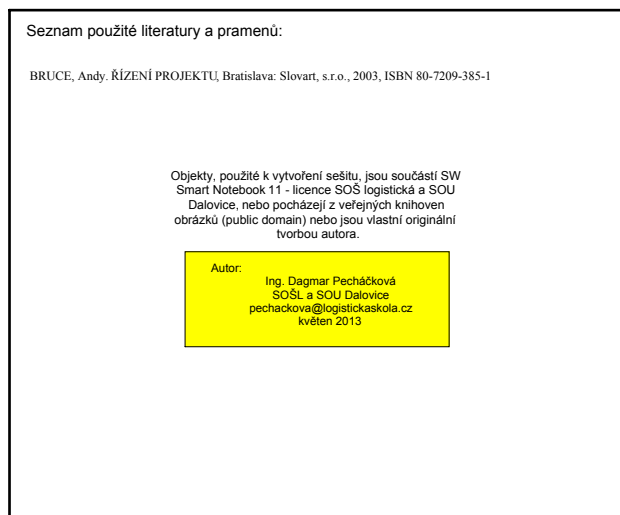 Seznam použité literatury a pramenů:
BRUCE, Andy. ŘÍZENÍ PROJEKTU, Bratislava: Slovart, s.r.o., 2003, ISBN 80-7209-385-1
Objekty, použité k vytvoření sešitu, jsou součástí SW
Smart Notebook 11 - licence SOŠ logistická a SOU
Dalovice, nebo pocházejí z veřejných knihoven
obrázků (public domain) nebo jsou vlastní originální
tvorbou autora.
Autor:
Ing. Dagmar Pecháčková
SOŠL a SOU Dalovice
pechackova@logistickaskola.cz
květen 2013